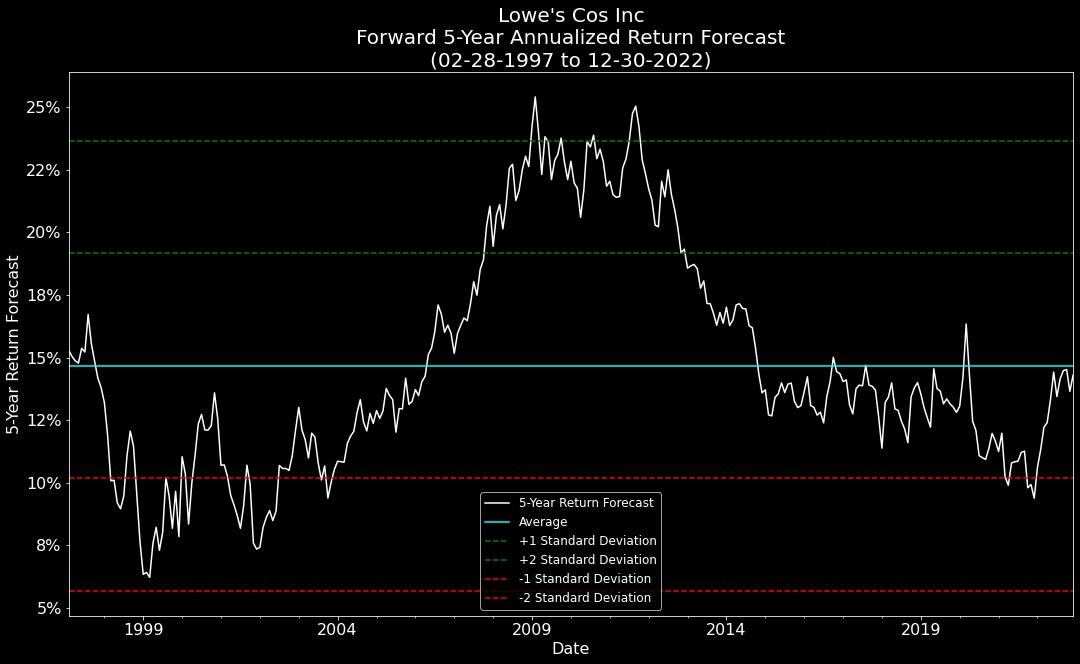 Lowe's Cos Inc
Forward 5-Year Annualized Return Forecast
(02-28-1997 to 12-30-2022)
5-Year Return Forecast
25%
22%
20%
18%
15%
12%
10%
8%
5%
5-Year Return Forecast
Average
+1 Standard Deviation
+2 Standard Deviation
-1 Standard Deviation
-2 Standard Deviation
1999
2004
2009
2014
2019
Date